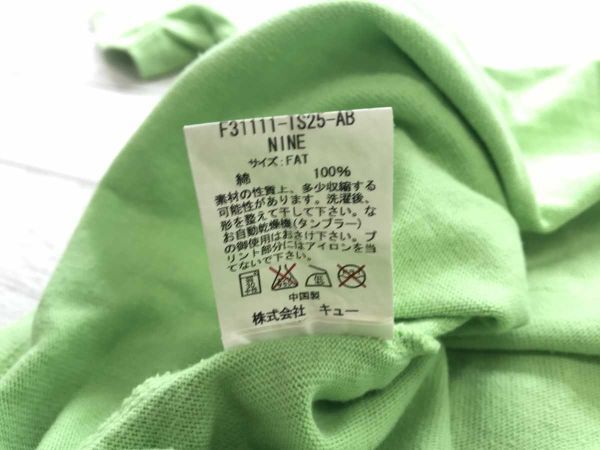 F31111-TS25-AB
NINE
サイズ:FAT
綿 100%
素材の性質上、多少収縮する
可能性があります。洗濯後、
形を整えて干して下さい。な
お自動乾燥機(タンブラー)
の御使用はおさけ下さい。プ
リント部分にはアイロンを当
てないで下さい。
中国製
株式会社 キュー